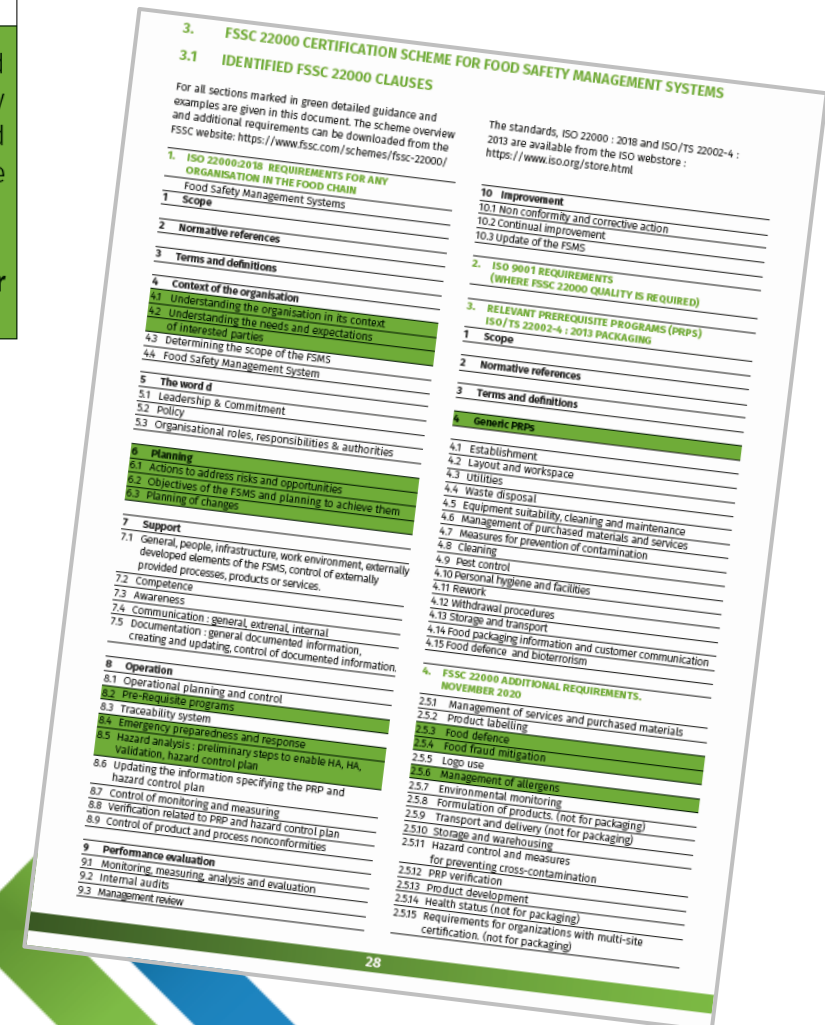 d
y
d
e
r
3. FSSC 22000 CERTIFICATION SCHEME FOR FOOD SAFETY MANAGEMENT SYSTEMS
3.1 IDENTIFIED FSSC 22000 CLAUSES
For all sections marked in green detailed guidance and
examples are given in this document. The scheme overview
and additional requirements can be downloaded from the
FSSC website: https://www.fssc.com/schemes/fssc-22000/
1. ISO 22000:2018 REQUIREMENTS FOR ANY
ORGANISATION IN THE FOOD CHAIN
Food Safety Management Systems
1 Scope
2 Normative references
3 Terms and definitions
4 Context of the organisation
4.1 Understanding the organisation in its context
4.2 Understanding the needs and expectations
of interested parties
4.3 Determining the scope of the FSMS
4.4 Food Safety Management System
5 The word d
5.1 Leadership & Commitment
5.2 Policy
5.3 Organisational roles, responsibilities & authorities
6 Planning
6.1 Actions to address risks and opportunities
6.2 Objectives of the FSMS and planning to achieve them
6.3 Planning of changes
7 Support
7.1 General, people, infrastructure, work environment, externally
developed elements of the FSMS, control of externally
provided processes, products or services.
7.2 Competence
7.3 Awareness
7.4 Communication : general, extrenal, internal
7.5 Documentation : general documented information,
creating and updating, control of documented information.
8 Operation
8.1 Operational planning and control
8.2 Pre-Requisite programs
8.3 Traceability system
8.4 Emergency preparedness and response
8.5 Hazard analysis : preliminary steps to enable HA, HA,
Validation, hazard control plan
8.6 Updating the information specifying the PRP and
hazard control plan
8.7 Control of monitoring and measuring
8.8 Verification related to PRP and hazard control plan
8.9 Control of product and process nonconformities
9 Performance evaluation
9.1 Monitoring, measuring, analysis and evaluation
9.2 Internal audits
9.3 Management review
The standards, ISO 22000 : 2018 and ISO/TS 22002-4 :
2013 are available from the ISO webstore :
https://www.iso.org/store.html
10 Improvement
10.1 Non conformity and corrective action
10.2 Continual improvement
10.3 Update of the FSMS
2. ISO 9001 REQUIREMENTS
(WHERE FSSC 22000 QUALITY IS REQUIRED)
3. RELEVANT PREREQUISITE PROGRAMS (PRPS)
ISO/TS 22002-4 : 2013 PACKAGING
1 Scope
2 Normative references
3 Terms and definitions
4 Generic PRPs
4.1 Establishment
4.2 Layout and workspace
4.3 Utilities
4.4 Waste disposal
4.5 Equipment suitability, cleaning and maintenance
4.6 Management of purchased materials and services
4.7 Measures for prevention of contamination
4.8 Cleaning
4.9 Pest control
4.10 Personal hygiene and facilities
4.11 Rework
4.12 Withdrawal procedures
4.13 Storage and transport
4.14 Food packaging information and customer communication
4.15 Food defence and bioterrorism
4. FSSC 22000 ADDITIONAL REQUIREMENTS.
NOVEMBER 2020
2.5.1 Management of services and purchased materials
2.5.2 Product labelling
2.5.3 Food defence
2.5.4 Food fraud mitigation
2.5.5 Logo use
2.5.6 Management of allergens
2.5.7 Environmental monitoring
2.5.8 Formulation of products. (not for packaging)
2.5.9 Transport and delivery (not for packaging)
2.5.10 Storage and warehousing
2.5.11 Hazard control and measures
for preventing cross-contamination
2.5.12 PRP verification
2.5.13 Product development
2.5.14 Health status (not for packaging)
2.5.15 Requirements for organizations with multi-site
certification. (not for packaging)
28